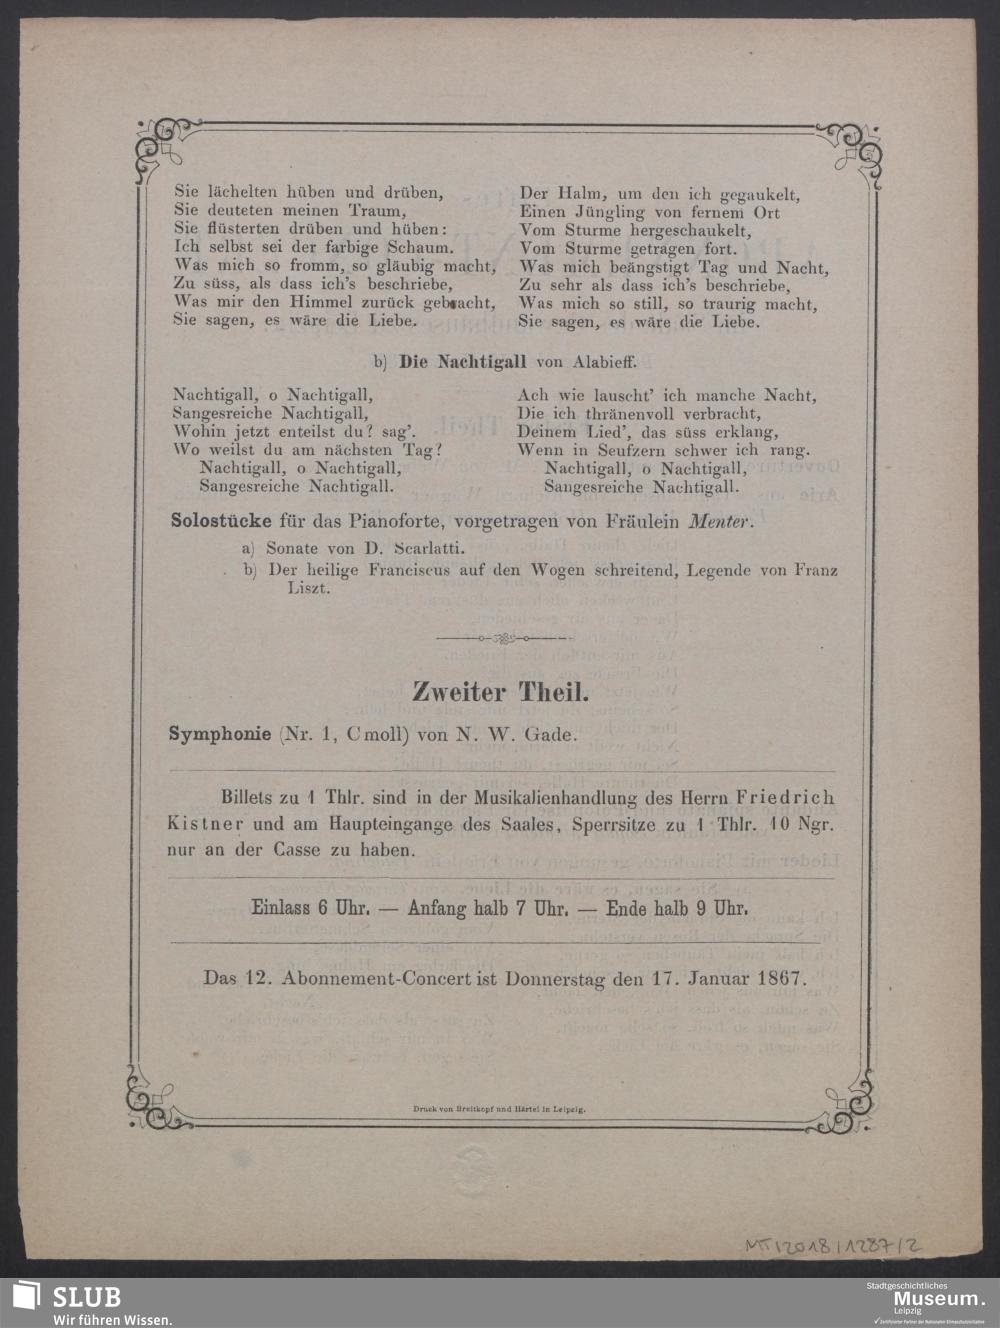 Sie lächelten hüben und drüben,
Sie deuteten meinen Traum,
Sie flüsterten drüben und hüben:
Ich selbst sei der farbige Schaum.
Was mich so fromm, so gläubig macht,
Zu süss, als dass ich's beschriebe,
Was mir den Himmel zurück gebracht,
Sie sagen, es wäre die Liebe.
Der Halm, um den ich gegaukelt,
Einen Jüngling von fernem Ort
Vom Sturme hergeschaukelt,
Vom Sturme getragen fort.
Was mich beängstigt Tag und Nacht,
Zu sehr als dass ich's beschriebe,
Was mich so still, so traurig macht,
Sie sagen, es wäre die Liebe.
b) Die Nachtigall von Alabieff.
Nachtigall, o Nachtigall,
Sangesreiche Nachtigall,
Wohin jetzt enteilst du? sag'.
Wo weilst du am nächsten Tag?
Nachtigall, o Nachtigall,
Sangesreiche Nachtigall.
Ach wie lauscht' ich manche Nacht,
Die ich thränenvoll verbracht,
Deinem Lied', das süss erklang,
Wenn in Seufzern schwer ich rang.
Nachtigall, o Nachtigall,
Sangesreiche Nachtigall.
Solostücke für das Pianoforte, vorgetragen von Fräulein Menter.
a) Sonate von D. Scarlatti.
b) Der heilige Franciscus auf den Wogen schreitend, Legende von Franz
Liszt.
Zweiter Theil.
Symphonie (Nr. 1, C moll) von N. W. Gade.
Billets zu 1 Thlr. sind in der Musikalienhandlung des Herrn Friedrich
Kistner und am Haupteingange des Saales, Sperrsitze zu 1 Thlr. 10 Ngr.
nur an der Casse zu haben.
Einlass 6 Uhr. — Anfang halb 7 Uhr. — Ende halb 9 Uhr.
Das 12. Abonnement-Concert ist Donnerstag den 17. Januar 1867.
Druck von Breitkopf und Härtel in Leipzig.
MT/2018/1287/2
SLUB
Wir führen Wissen.
Stadtgeschichtliches
Museum.
Leipzig
Zertifizierter Partner der Nationalen Klimaschutzinitiative